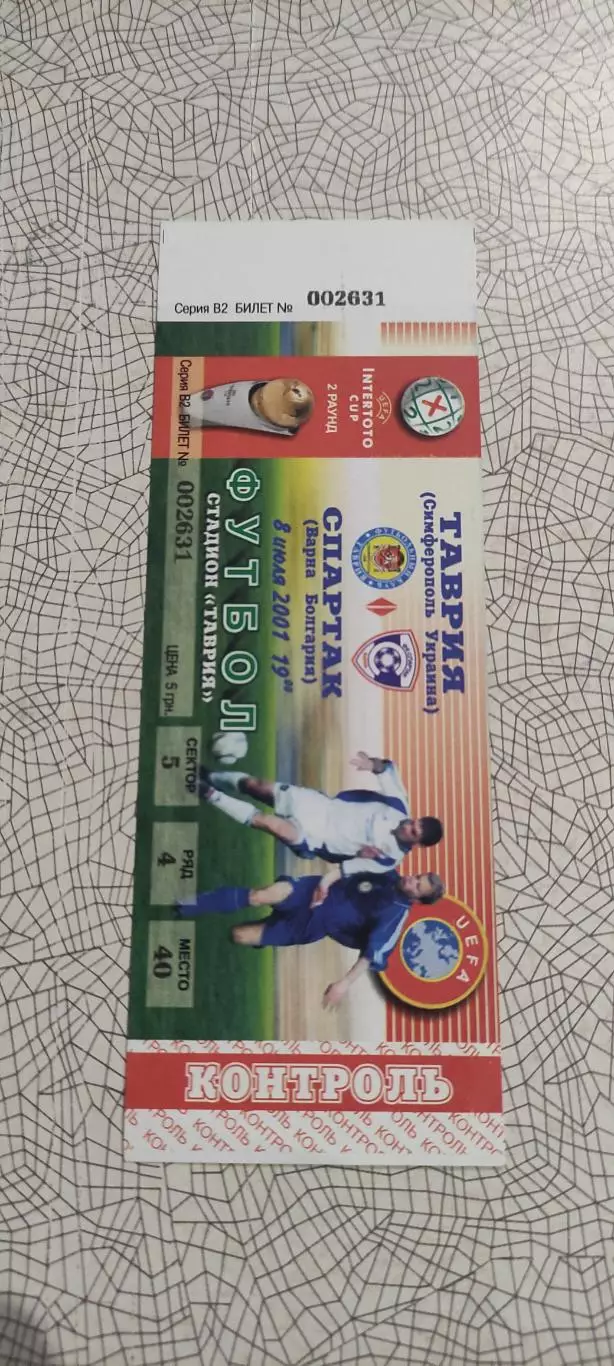 Серия В2 БИЛЕТ № 002631
Серия В2 БИЛЕТ № 002631
UEFA
INTERTOTO
CUP
2 РАУНД
ТАВРИЯ
(Симферополь Украина)
СПАРТАК
(Варна Болгария)
8 июля 2001 19⁰⁰
ФУТБОЛ
СТАДИОН «ТАВРИЯ»
ЦЕНА 5 грн.
СЕКТОР
5
РЯД
4
МЕСТО
40
UEFA
КОНТРОЛЬ